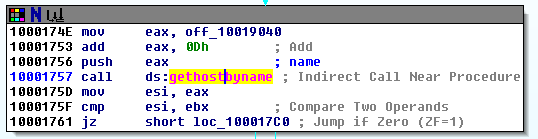 N
1000174E mov eax, off_10019040
10001753 add eax, 0Dh ; Add
10001756 push eax ; name
10001757 call ds:gethostbyname ; Indirect Call Near Procedure
1000175D mov esi, eax
1000175F cmp esi, ebx ; Compare Two Operands
10001761 jz short loc_100017C0 ; Jump if Zero (ZF=1)